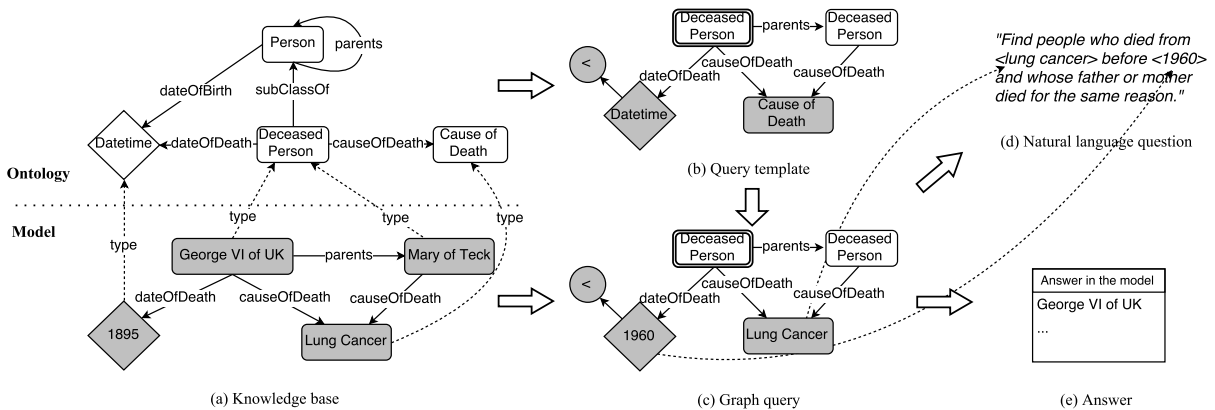 Person
parents
dateOfBirth
subClassOf
Datetime
dateOfDeath
Deceased
Person
causeOfDeath
Cause of
Death
Ontology
Model
type
type
type
type
George VI of UK
parents
Mary of Teck
dateOfDeath
causeOfDeath
causeOfDeath
1895
Lung Cancer
(a) Knowledge base
Deceased
Person
parents
Deceased
Person
<
dateOfDeath
causeOfDeath
causeOfDeath
Datetime
Cause of
Death
(b) Query template
Deceased
Person
parents
Deceased
Person
<
dateOfDeath
causeOfDeath
causeOfDeath
1960
Lung Cancer
(c) Graph query
"Find people who died from
<lung cancer> before <1960>
and whose father or mother
died for the same reason."
(d) Natural language question
Answer in the model
George VI of UK
...
(e) Answer